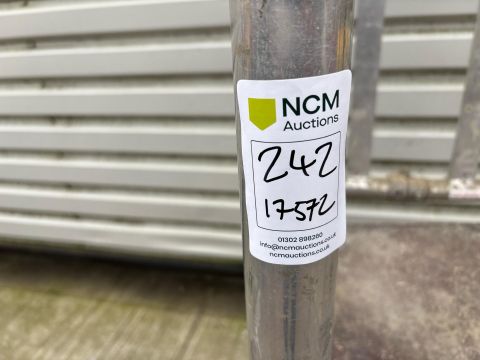 NCM
Auctions
242
17572
01302 898260
info@ncmauctions.co.uk
ncmauctions.co.uk